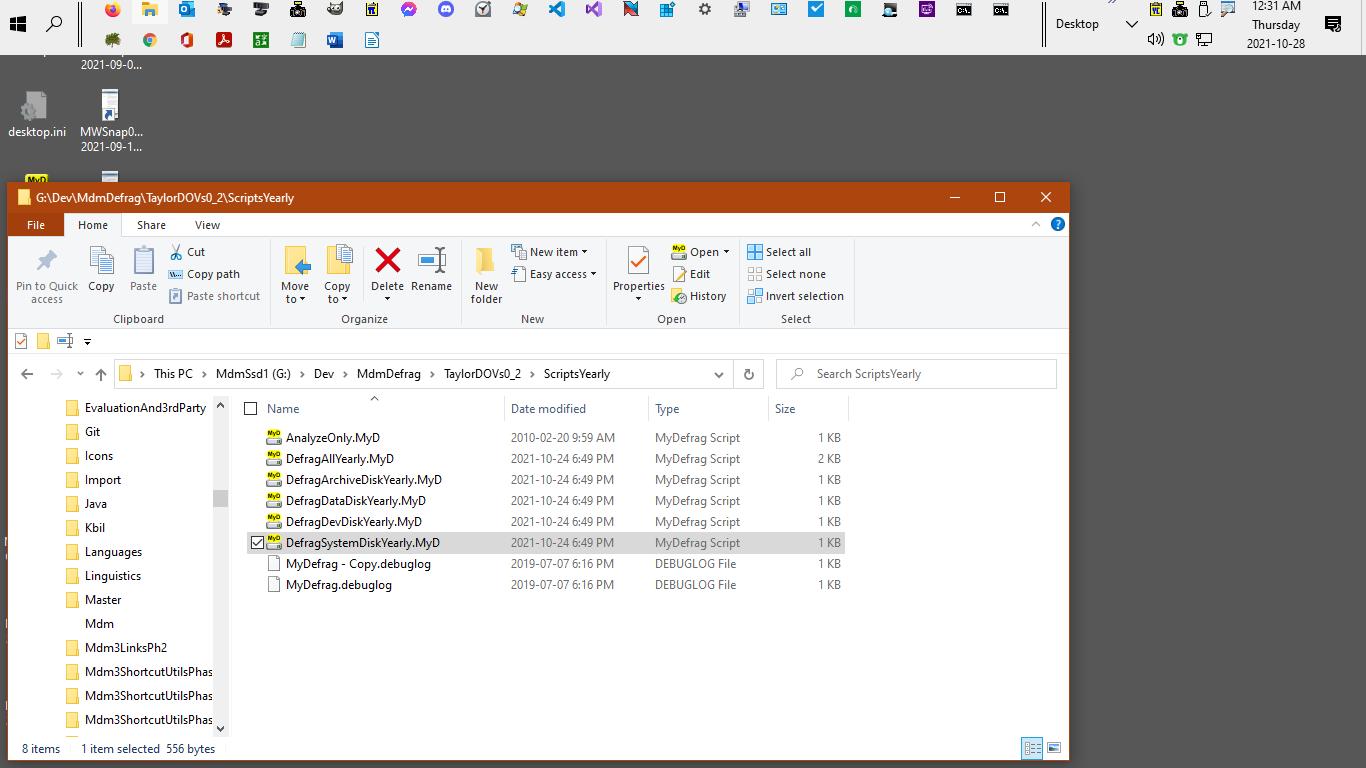 12:31 AM
Desktop
Thursday
2021-10-28
2021-09-0...
desktop.ini
MWSnap0...
2021-09-1...
MyD
G:\Dev\MdmDefrag\TaylorDOVs0_2\ScriptsYearly
File Home Share View
Pin to Quick access
Copy
Paste
Cut
Copy path
Paste shortcut
Clipboard
Move to
Copy to
Delete
Rename
Organize
New folder
New item
Easy access
New
Properties
Open
Edit
History
Open
Select all
Select none
Invert selection
Select
This PC > MdmSsd1 (G:) > Dev > MdmDefrag > TaylorDOVs0_2 > ScriptsYearly
Search ScriptsYearly
EvaluationAnd3rdParty
Git
Icons
Import
Java
Kbil
Languages
Linguistics
Master
Mdm
Mdm3LinksPh2
Mdm3ShortcutUtilsPhas
Mdm3ShortcutUtilsPhas
Mdm3ShortcutUtilsPhas
Name Date modified Type Size
AnalyzeOnly.MyD 2010-02-20 9:59 AM MyDefrag Script 1 KB
DefragAllYearly.MyD 2021-10-24 6:49 PM MyDefrag Script 2 KB
DefragArchiveDiskYearly.MyD 2021-10-24 6:49 PM MyDefrag Script 1 KB
DefragDataDiskYearly.MyD 2021-10-24 6:49 PM MyDefrag Script 1 KB
DefragDevDiskYearly.MyD 2021-10-24 6:49 PM MyDefrag Script 1 KB
DefragSystemDiskYearly.MyD 2021-10-24 6:49 PM MyDefrag Script 1 KB
MyDefrag - Copy.debuglog 2019-07-07 6:16 PM DEBUGLOG File 1 KB
MyDefrag.debuglog 2019-07-07 6:16 PM DEBUGLOG File 1 KB
8 items 1 item selected 556 bytes